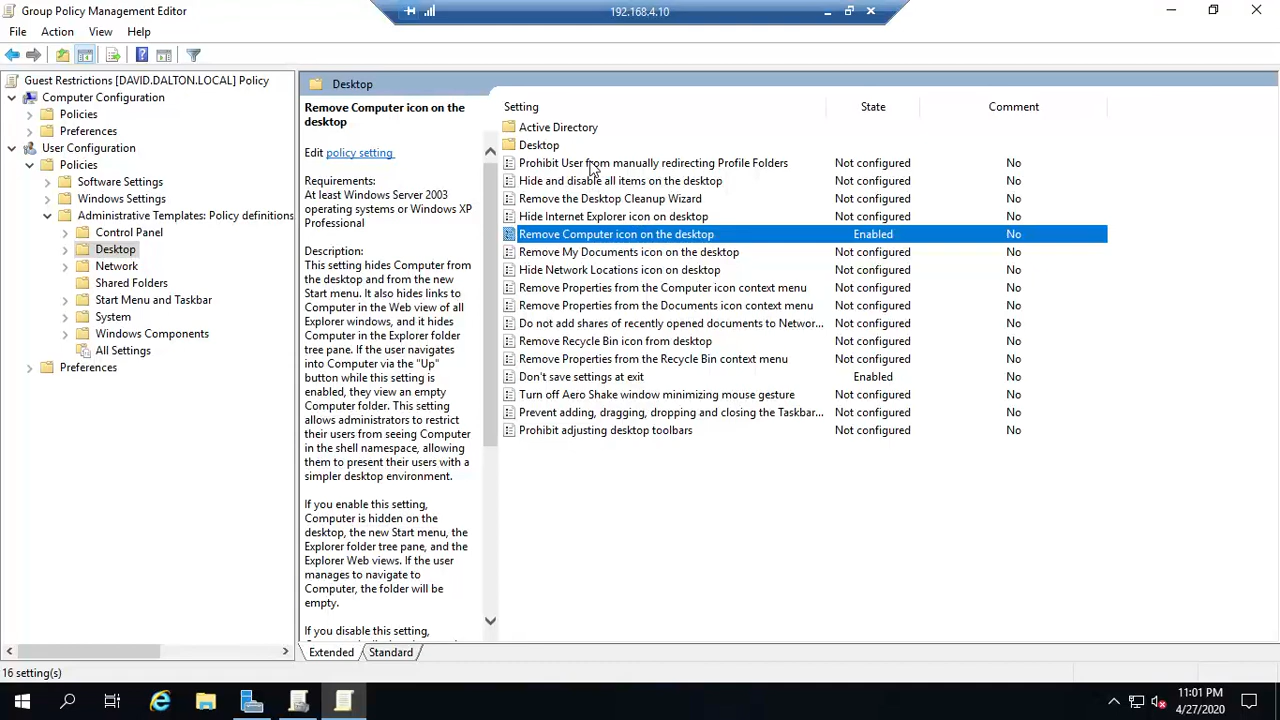 Group Policy Management Editor
192.168.4.10
File Action View Help
Guest Restrictions [DAVID.DALTON.LOCAL] Policy
Computer Configuration
Policies
Preferences
User Configuration
Policies
Software Settings
Windows Settings
Administrative Templates: Policy definitions
Control Panel
Desktop
Network
Shared Folders
Start Menu and Taskbar
System
Windows Components
All Settings
Preferences
Desktop
Remove Computer icon on the
desktop
Edit policy setting
Requirements:
At least Windows Server 2003
operating systems or Windows XP
Professional
Description:
This setting hides Computer from
the desktop and from the new
Start menu. It also hides links to
Computer in the Web view of all
Explorer windows, and it hides
Computer in the Explorer folder
tree pane. If the user navigates
into Computer via the "Up"
button while this setting is
enabled, they view an empty
Computer folder. This setting
allows administrators to restrict
their users from seeing Computer
in the shell namespace, allowing
them to present their users with a
simpler desktop environment.
If you enable this setting,
Computer is hidden on the
desktop, the new Start menu, the
Explorer folder tree pane, and the
Explorer Web views. If the user
manages to navigate to
Computer, the folder will be
empty.
If you disable this setting,
Setting State Comment
Active Directory
Desktop
Prohibit User from manually redirecting Profile Folders Not configured No
Hide and disable all items on the desktop Not configured No
Remove the Desktop Cleanup Wizard Not configured No
Hide Internet Explorer icon on desktop Not configured No
Remove Computer icon on the desktop Enabled No
Remove My Documents icon on the desktop Not configured No
Hide Network Locations icon on desktop Not configured No
Remove Properties from the Computer icon context menu Not configured No
Remove Properties from the Documents icon context menu Not configured No
Do not add shares of recently opened documents to Networ... Not configured No
Remove Recycle Bin icon from desktop Not configured No
Remove Properties from the Recycle Bin context menu Not configured No
Don't save settings at exit Enabled No
Turn off Aero Shake window minimizing mouse gesture Not configured No
Prevent adding, dragging, dropping and closing the Taskbar... Not configured No
Prohibit adjusting desktop toolbars Not configured No
Extended Standard
16 setting(s)
11:01 PM
4/27/2020